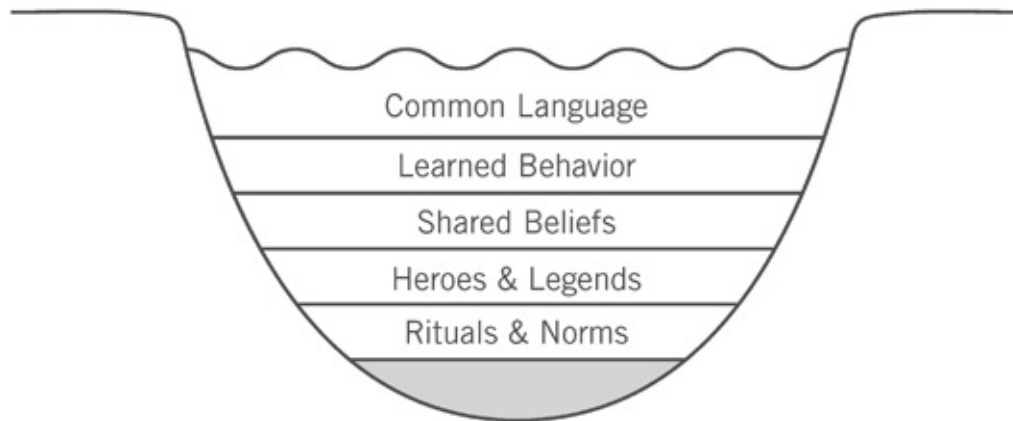 Common Language
Learned Behavior
Shared Beliefs
Heroes & Legends
Rituals & Norms